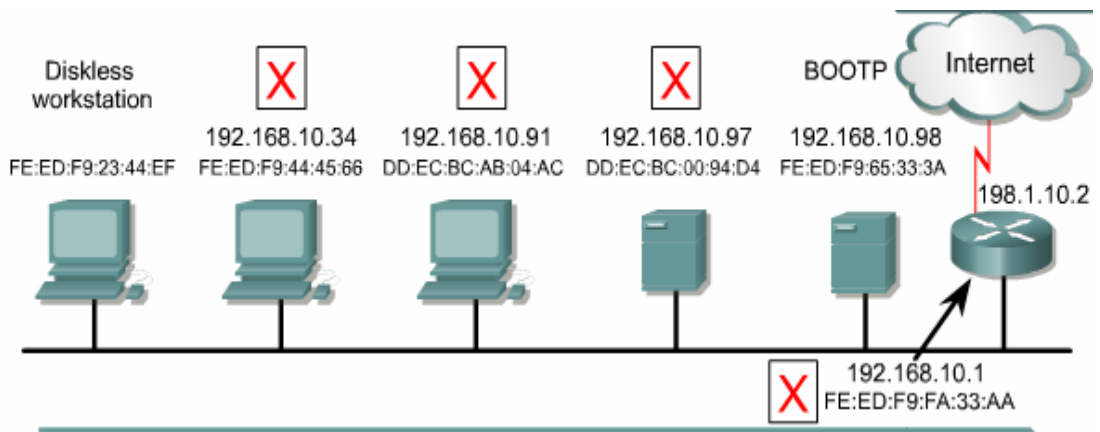 Diskless
workstation
FE:ED:F9:23:44:EF
X
192.168.10.34
FE:ED:F9:44:45:66
X
192.168.10.91
DD:EC:BC:AB:04:AC
X
192.168.10.97
DD:EC:BC:00:94:D4
BOOTP
192.168.10.98
FE:ED:F9:65:33:3A
Internet
198.1.10.2
X
192.168.10.1
FE:ED:F9:FA:33:AA